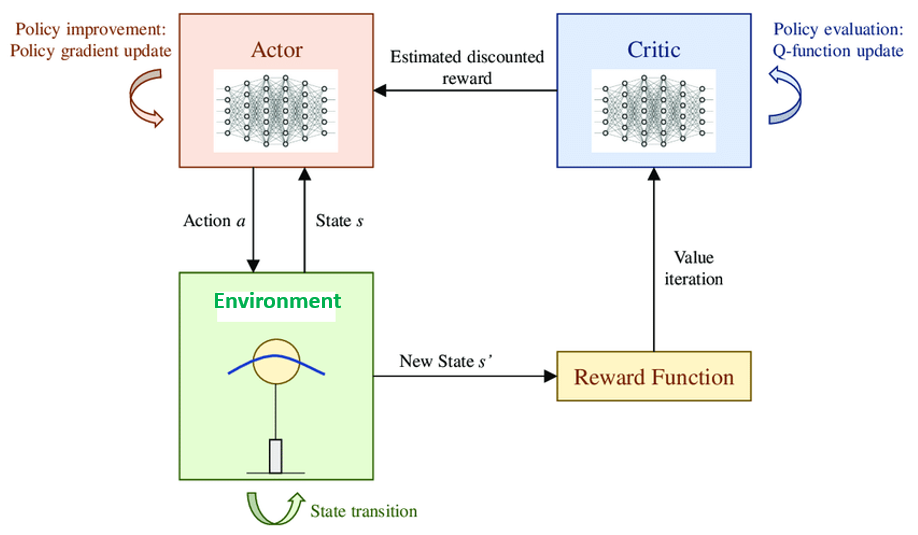 Policy improvement:
Policy gradient update
Actor
Estimated discounted
reward
Critic
Policy evaluation:
Q-function update
Action a
State s
Value
iteration
Environment
New State s’
Reward Function
State transition